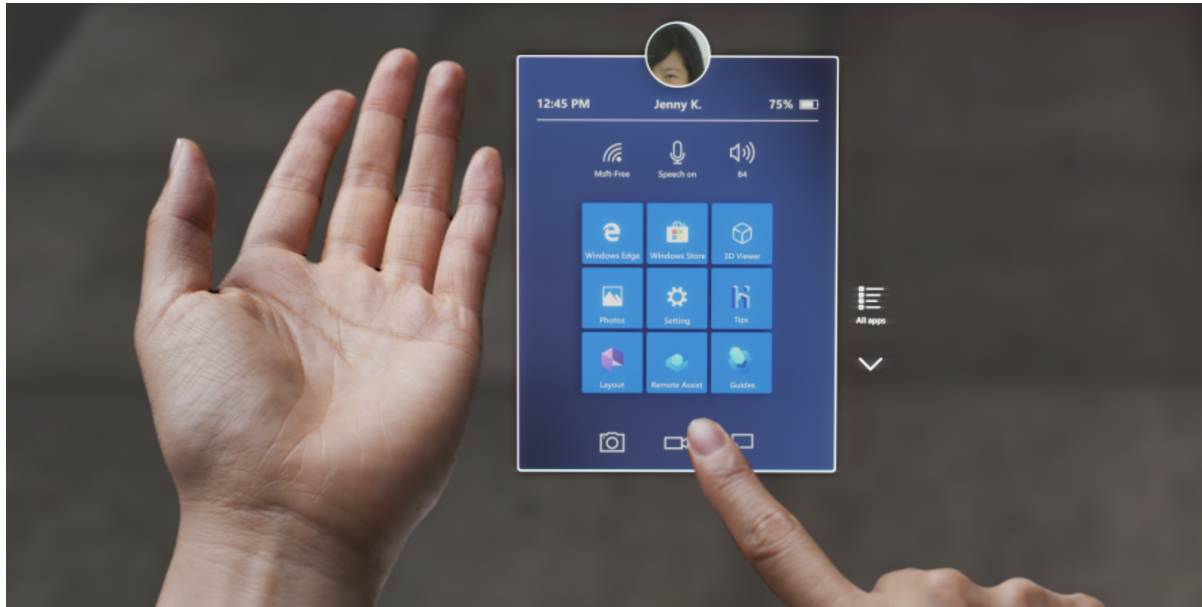 12:45 PM Jenny K. 75%
Msft-Free Speech on 84
Windows Edge Windows Store 3D Viewer
Photos Setting Tips
All apps
Layout Remote Assist Guides